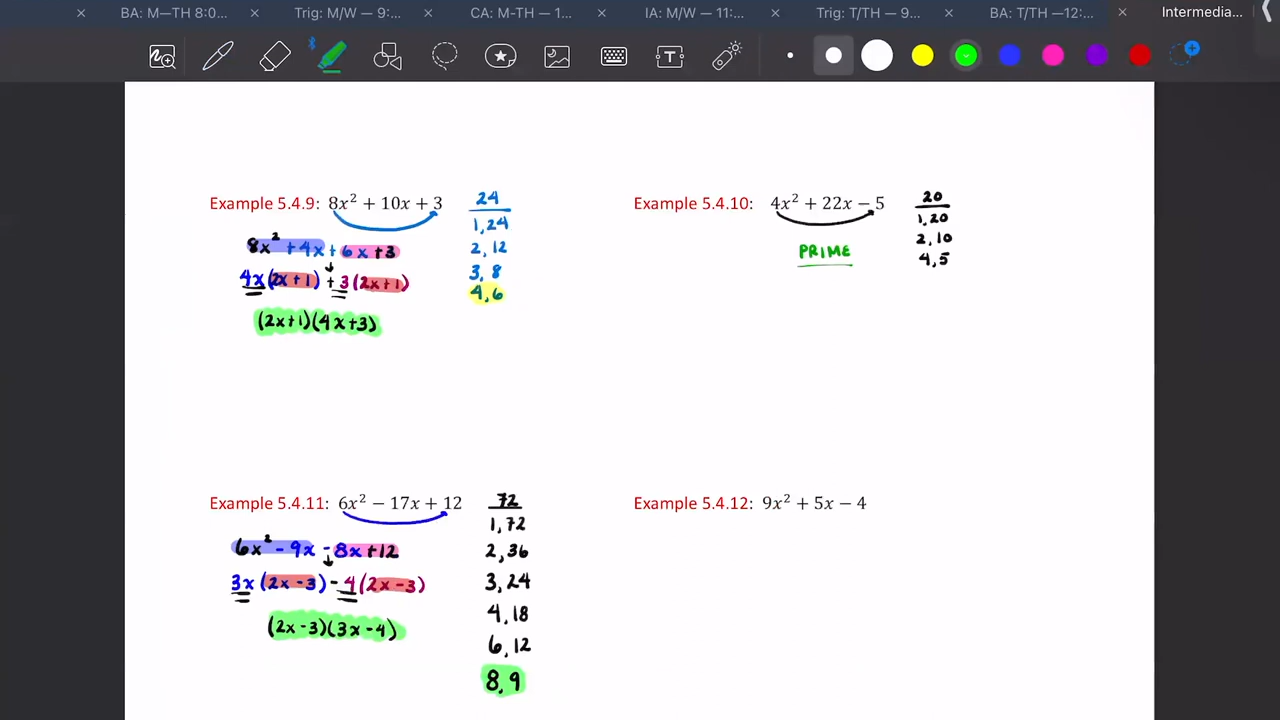 BA: M—TH 8:0...
Trig: M/W — 9:...
CA: M-TH — 1...
IA: M/W — 11:...
Trig: T/TH — 9...
BA: T/TH —12:...
Intermedia...
T
Example 5.4.9: 8x² + 10x + 3
24
1, 24
2, 12
3, 8
4, 6
8x² + 4x + 6x + 3
4x(2x+1) + 3(2x+1)
(2x+1)(4x+3)
Example 5.4.10: 4x² + 22x − 5
20
1, 20
2, 10
4, 5
PRIME
Example 5.4.11: 6x² − 17x + 12
72
1, 72
2, 36
3, 24
4, 18
6, 12
8, 9
6x² - 9x - 8x + 12
3x(2x-3) - 4(2x-3)
(2x-3)(3x-4)
Example 5.4.12: 9x² + 5x − 4